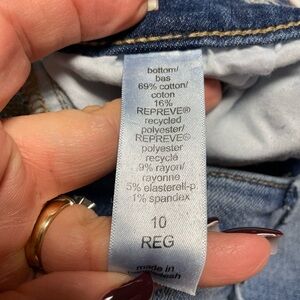 bottom/
bas
69% cotton/
coton
16%
REPREVE®
recycled
polyester/
REPREVE®
polyester
recyclé
9% rayon/
rayonne
5% elasterell-p
1% spandex
10
REG
made in